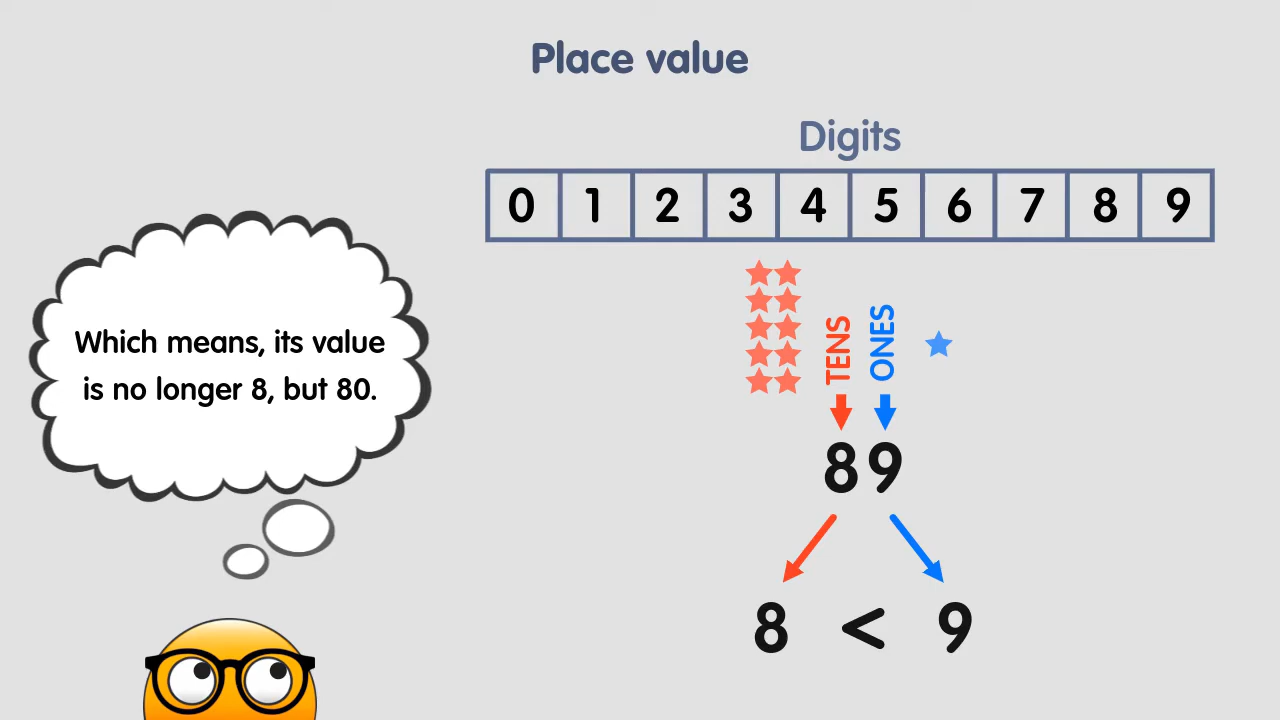 Place value
Digits
0 1 2 3 4 5 6 7 8 9
Which means, its value
is no longer 8, but 80.
TENS ONES
89
8 < 9